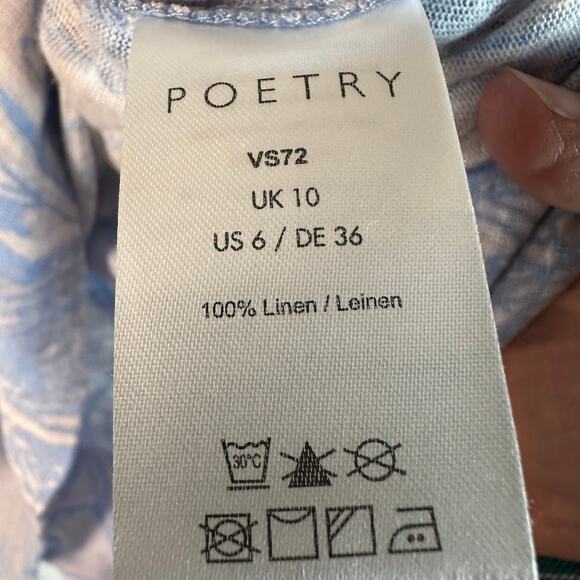 POETRY
VS72
UK 10
US 6 / DE 36
100% Linen / Leinen
30°C